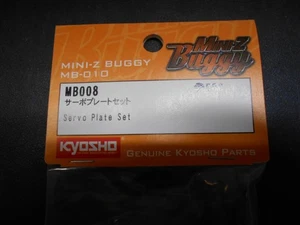 MINI-Z BUGGY
MB-010
Mini-Z
Buggy
MB008
サーボプレートセット
Servo Plate Set
KYOSHO
GENUINE KYOSHO PARTS